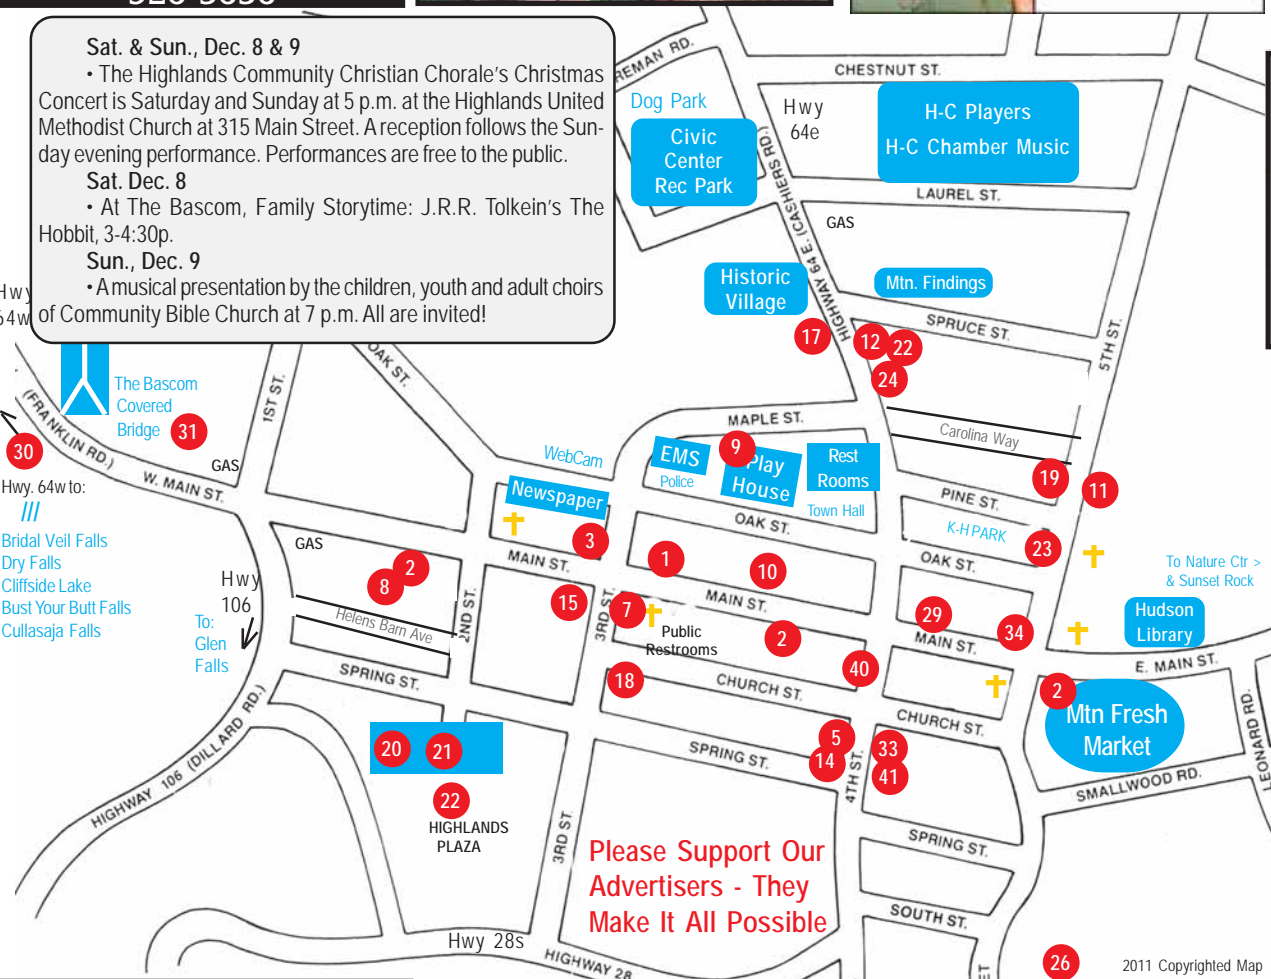 Sat. & Sun., Dec. 8 & 9
• The Highlands Community Christian Chorale's Christmas
Concert is Saturday and Sunday at 5 p.m. at the Highlands United
Methodist Church at 315 Main Street. A reception follows the Sun-
day evening performance. Performances are free to the public.
Sat. Dec. 8
• At The Bascom, Family Storytime: J.R.R. Tolkein's The
Hobbit, 3-4:30p.
Sun., Dec. 9
• A musical presentation by the children, youth and adult choirs
of Community Bible Church at 7 p.m. All are invited!
REMAN RD.
CHESTNUT ST.
Dog Park
Civic
Center
Rec Park
Hwy
64e
H-C Players
H-C Chamber Music
LAUREL ST.
GAS
HIGHWAY 64 E. (CASHIERS RD.)
Historic
Village
Mtn. Findings
SPRUCE ST.
5TH ST.
17
12
22
24
Hwy
64w
The Bascom
Covered
Bridge
31
30
(FRANKLIN RD.)
GAS
W. MAIN ST.
1ST ST.
OAK ST.
Hwy. 64w to:
///
Bridal Veil Falls
Dry Falls
Cliffside Lake
Bust Your Butt Falls
Cullasaja Falls
MAPLE ST.
Carolina Way
WebCam
EMS
Police
9
Play
House
Rest
Rooms
Town Hall
Newspaper
19
11
PINE ST.
OAK ST.
K-H PARK
23
OAK ST.
GAS
3
MAIN ST.
1
10
2
8
Hwy
106
To:
Glen
Falls
Helens Barn Ave
2ND ST.
15
3RD ST.
7
MAIN ST.
Public
Restrooms
2
29
34
MAIN ST.
To Nature Ctr >
& Sunset Rock
Hudson
Library
E. MAIN ST.
40
SPRING ST.
18
CHURCH ST.
CHURCH ST.
2
Mtn Fresh
Market
LEONARD RD.
SMALLWOOD RD.
HIGHWAY 106 (DILLARD RD.)
20
21
22
HIGHLANDS
PLAZA
SPRING ST.
5
14
4TH ST.
33
41
SPRING ST.
3RD ST.
Please Support Our
Advertisers - They
Make It All Possible
SOUTH ST.
Hwy 28s
HIGHWAY 28
26
2011 Copyrighted Map